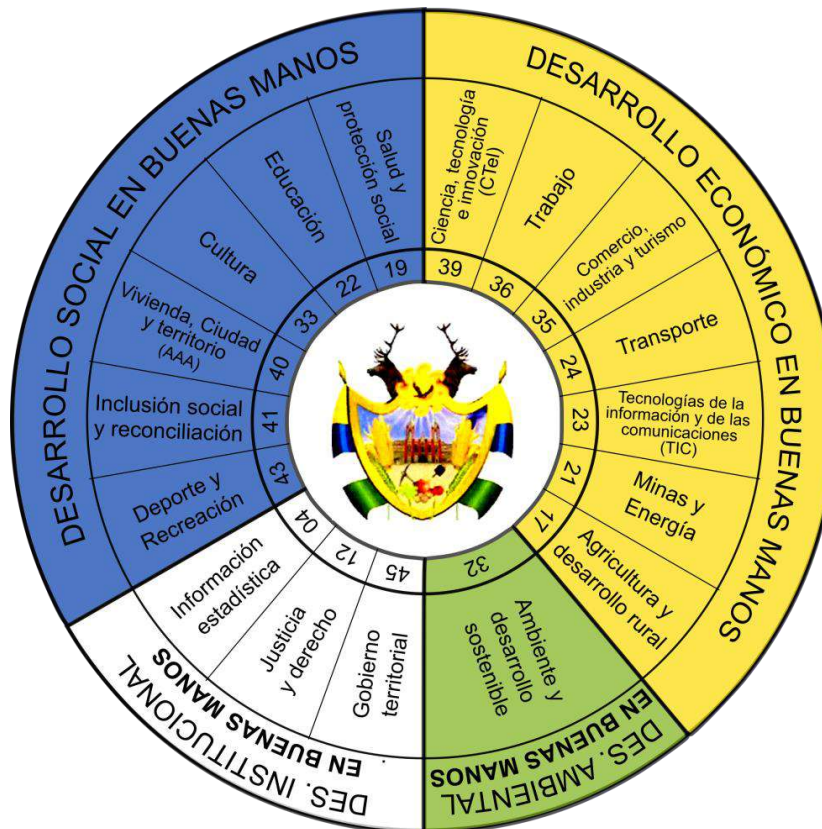 DESARROLLO SOCIAL EN BUENAS MANOS
Salud y
protección social
19
Educación
22
Cultura
33
Vivienda, Ciudad
y territorio
(AAA)
40
Inclusión social
y reconciliación
41
Deporte y
Recreación
43
DESARROLLO ECONÓMICO EN BUENAS MANOS
Ciencia, tecnología
e innovación
(CTeI)
39
Trabajo
36
Comercio,
industria y turismo
35
Transporte
24
Tecnologías de la
información y de las
comunicaciones
(TIC)
23
Minas y
Energía
21
Agricultura y
desarrollo rural
17
DES. AMBIENTAL
EN BUENAS MANOS
Ambiente y
desarrollo
sostenible
32
DES. INSTITUCIONAL
EN BUENAS MANOS
Gobierno
territorial
45
Justicia
y derecho
12
Información
estadística
04